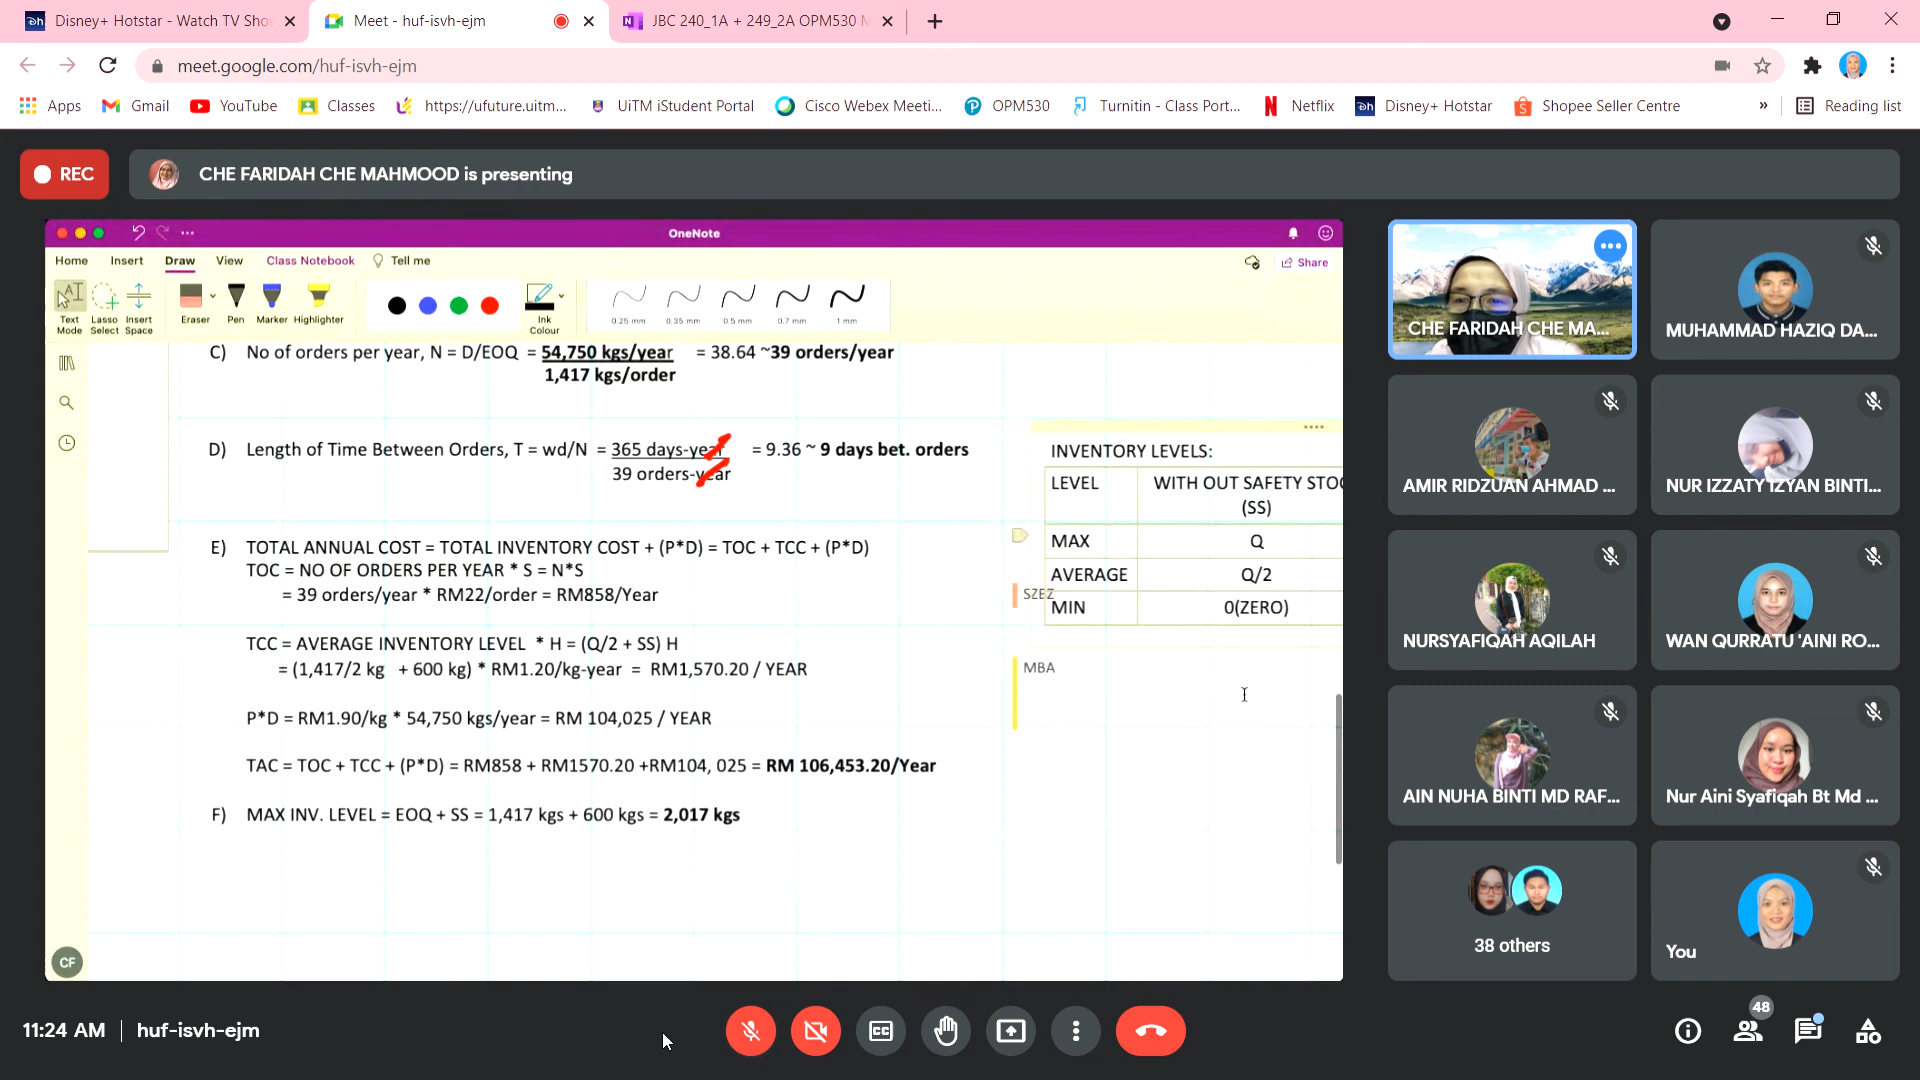 Disney+ Hotstar - Watch TV Sho
Meet - huf-isvh-ejm
JBC 240_1A + 249_2A OPM530 M
meet.google.com/huf-isvh-ejm
Apps
Gmail
YouTube
Classes
https://ufuture.uitm...
UiTM iStudent Portal
Cisco Webex Meeti...
OPM530
Turnitin - Class Port...
Netflix
Disney+ Hotstar
Shopee Seller Centre
»
Reading list
REC
CHE FARIDAH CHE MAHMOOD is presenting
OneNote
Home
Insert
Draw
View
Class Notebook
Tell me
Share
Text Mode
Lasso Select
Insert Space
Eraser
Pen
Marker
Highlighter
Ink Colour
0.25 mm
0.35 mm
0.5 mm
0.7 mm
1 mm
C) No of orders per year, N = D/EOQ = 54,750 kgs/year = 38.64 ~39 orders/year
1,417 kgs/order
D) Length of Time Between Orders, T = wd/N = 365 days-year = 9.36 ~ 9 days bet. orders
39 orders-year
E) TOTAL ANNUAL COST = TOTAL INVENTORY COST + (P*D) = TOC + TCC + (P*D)
TOC = NO OF ORDERS PER YEAR * S = N*S
= 39 orders/year * RM22/order = RM858/Year
TCC = AVERAGE INVENTORY LEVEL * H = (Q/2 + SS) H
= (1,417/2 kg + 600 kg) * RM1.20/kg-year = RM1,570.20 / YEAR
P*D = RM1.90/kg * 54,750 kgs/year = RM 104,025 / YEAR
TAC = TOC + TCC + (P*D) = RM858 + RM1570.20 +RM104, 025 = RM 106,453.20/Year
F) MAX INV. LEVEL = EOQ + SS = 1,417 kgs + 600 kgs = 2,017 kgs
INVENTORY LEVELS:
LEVEL WITH OUT SAFETY STOC
(SS)
MAX Q
AVERAGE Q/2
MIN 0(ZERO)
SZEZ
MBA
CF
CHE FARIDAH CHE MA...
MUHAMMAD HAZIQ DA...
AMIR RIDZUAN AHMAD ...
NUR IZZATY IZYAN BINTI...
NURSYAFIQAH AQILAH
WAN QURRATU 'AINI RO...
AIN NUHA BINTI MD RAF...
Nur Aini Syafiqah Bt Md ...
38 others
You
11:24 AM | huf-isvh-ejm
CC
48